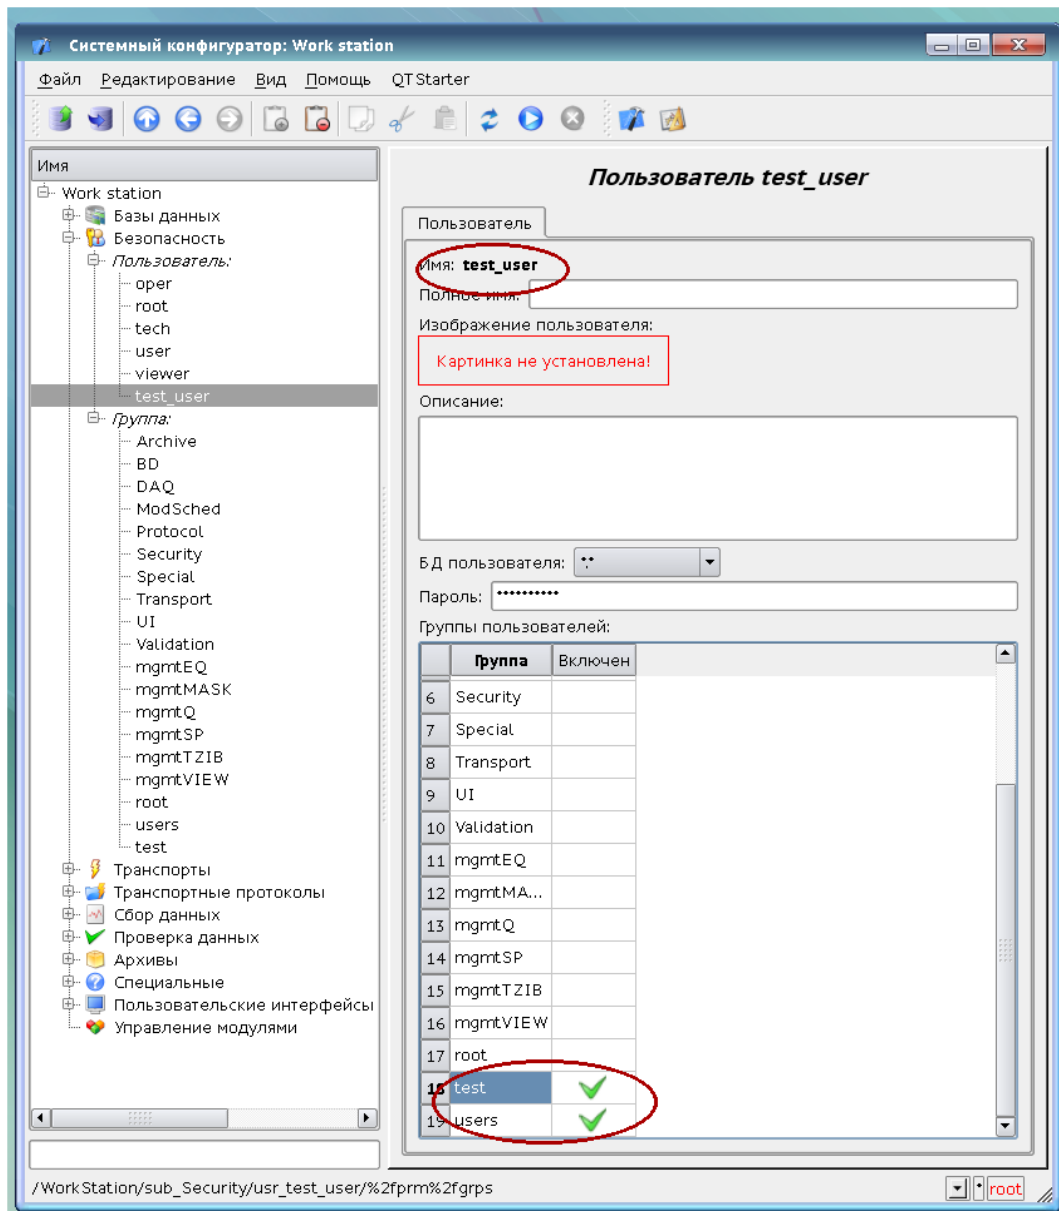 Системный конфигуратор: Work station
Файл Редактирование Вид Помощь QTStarter
Имя
Work station
Базы данных
Безопасность
Пользователь:
oper
root
tech
user
viewer
test_user
Группа:
Archive
BD
DAQ
ModSched
Protocol
Security
Special
Transport
UI
Validation
mgmtEQ
mgmtMASK
mgmtQ
mgmtSP
mgmtTZIB
mgmtVIEW
root
users
test
Транспорты
Транспортные протоколы
Сбор данных
Проверка данных
Архивы
Специальные
Пользовательские интерфейсы
Управление модулями
Пользователь test_user
Пользователь
Имя: test_user
Полное имя:
Изображение пользователя:
Картинка не установлена!
Описание:
БД пользователя: *.*
Пароль: ••••••••••
Группы пользователей:
Группа Включен
6 Security
7 Special
8 Transport
9 UI
10 Validation
11 mgmtEQ
12 mgmtMA...
13 mgmtQ
14 mgmtSP
15 mgmtTZIB
16 mgmtVIEW
17 root
18 test
19 users
/WorkStation/sub_Security/usr_test_user/%2fprm%2fgrps
* root